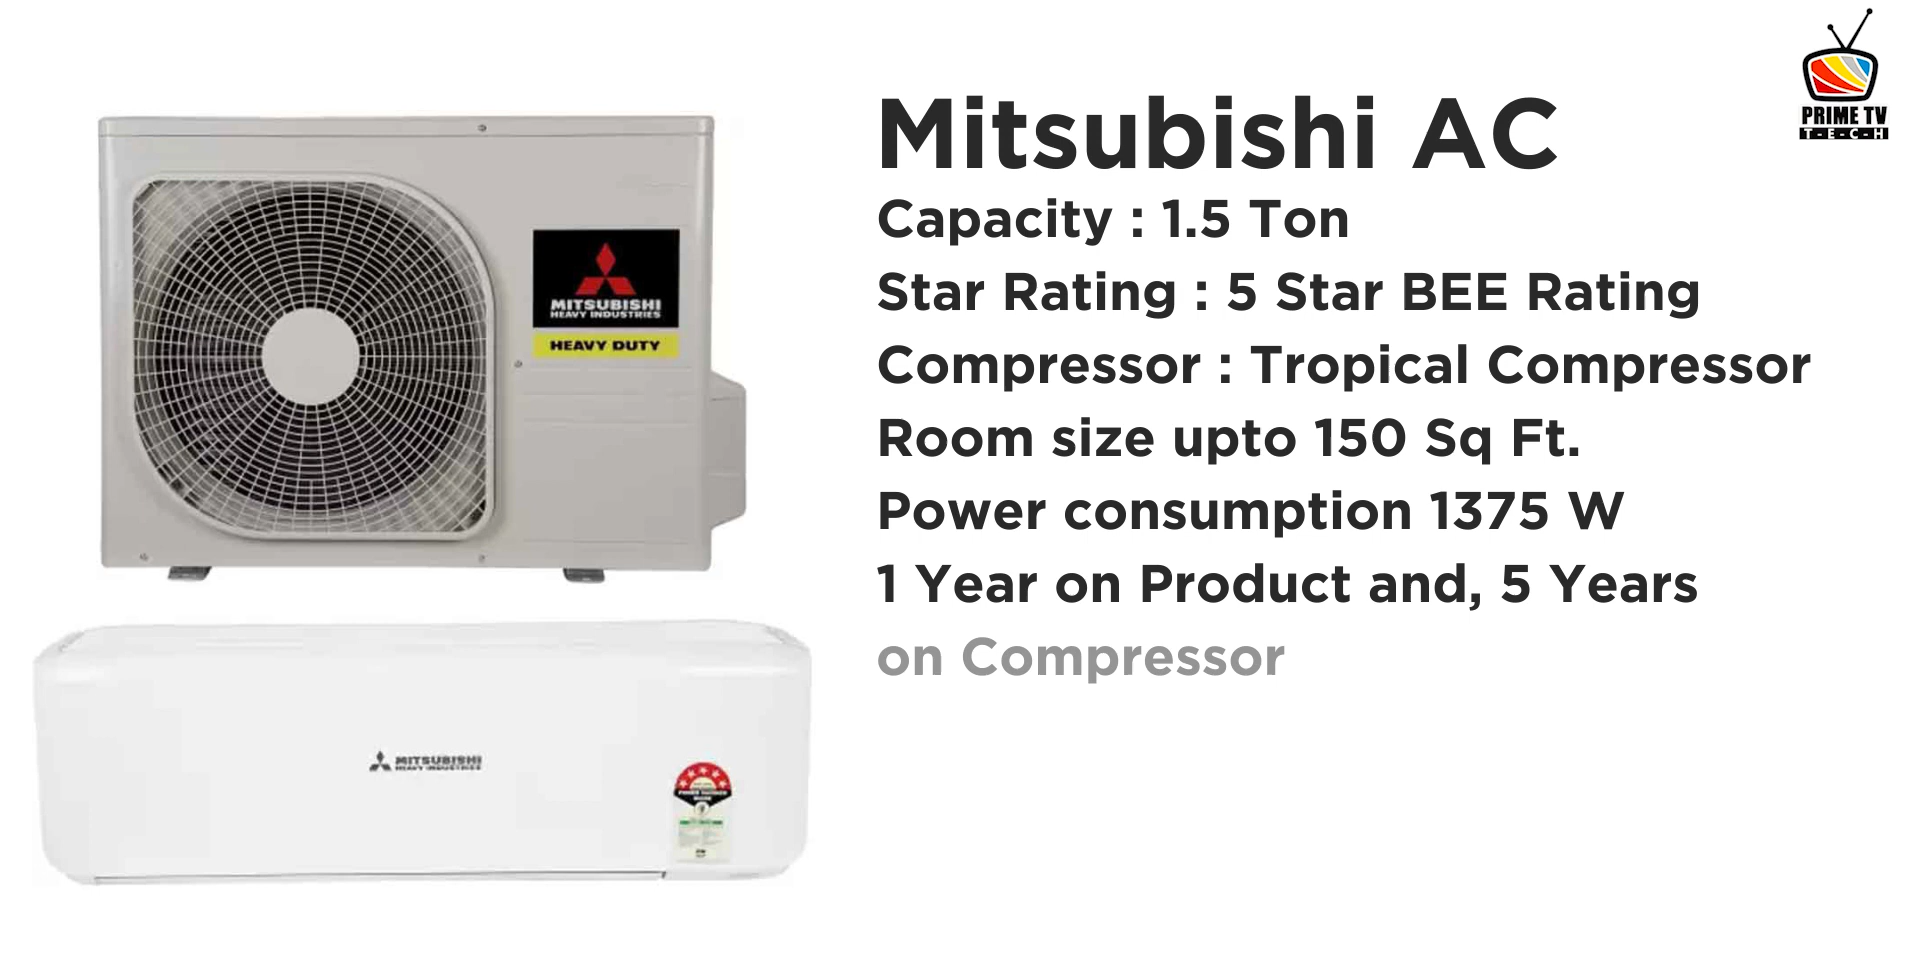 PRIME TV
T-E-C-H
Mitsubishi AC
Capacity : 1.5 Ton
Star Rating : 5 Star BEE Rating
Compressor : Tropical Compressor
Room size upto 150 Sq Ft.
Power consumption 1375 W
1 Year on Product and, 5 Years
on Compressor
MITSUBISHI
HEAVY INDUSTRIES
HEAVY DUTY
MITSUBISHI
HEAVY INDUSTRIES